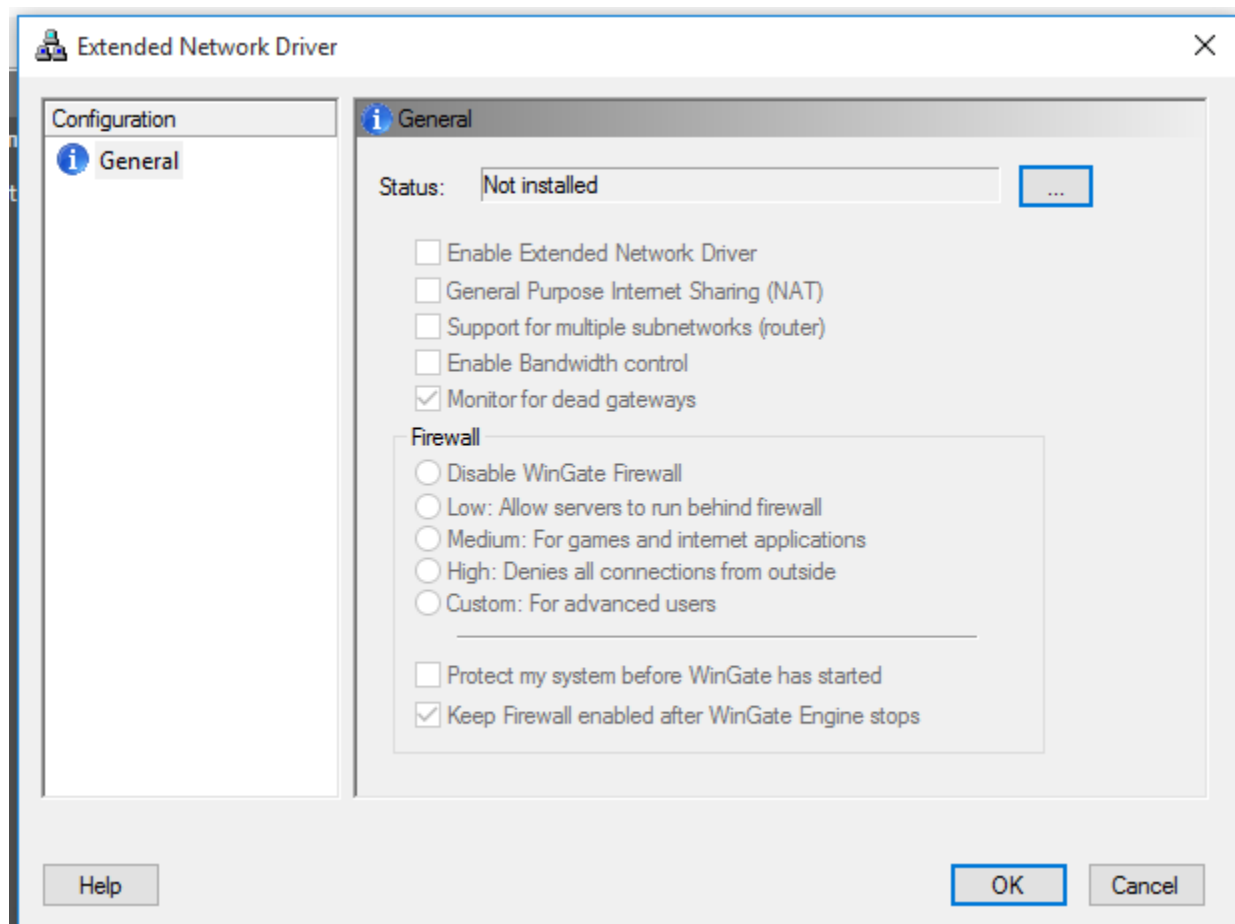 Extended Network Driver
Configuration
General
General
Status:
Not installed
...
Enable Extended Network Driver
General Purpose Internet Sharing (NAT)
Support for multiple subnetworks (router)
Enable Bandwidth control
Monitor for dead gateways
Firewall
Disable WinGate Firewall
Low: Allow servers to run behind firewall
Medium: For games and internet applications
High: Denies all connections from outside
Custom: For advanced users
Protect my system before WinGate has started
Keep Firewall enabled after WinGate Engine stops
Help
OK
Cancel